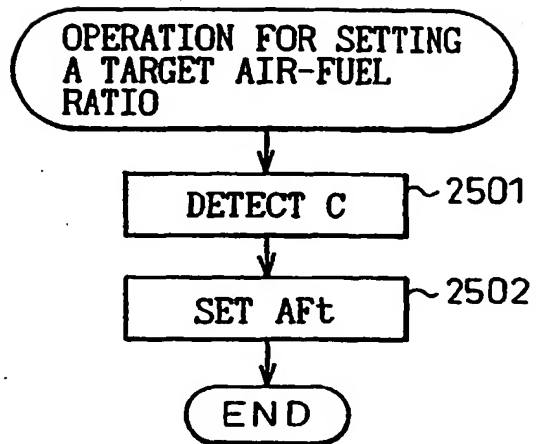 OPERATION FOR SETTING
A TARGET AIR-FUEL
RATIO
DETECT C
2501
SET AFt
2502
END